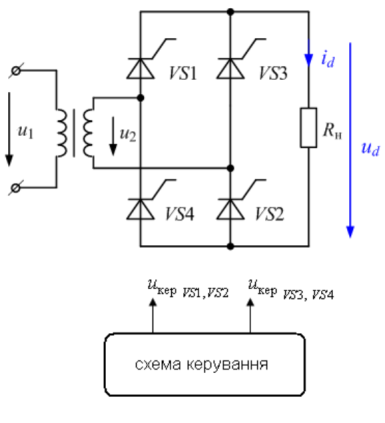 VS1 VS3 i_d
u_1 u_2 R_н u_d
VS4 VS2
u_кер VS1,VS2 u_кер VS3, VS4
схема керування